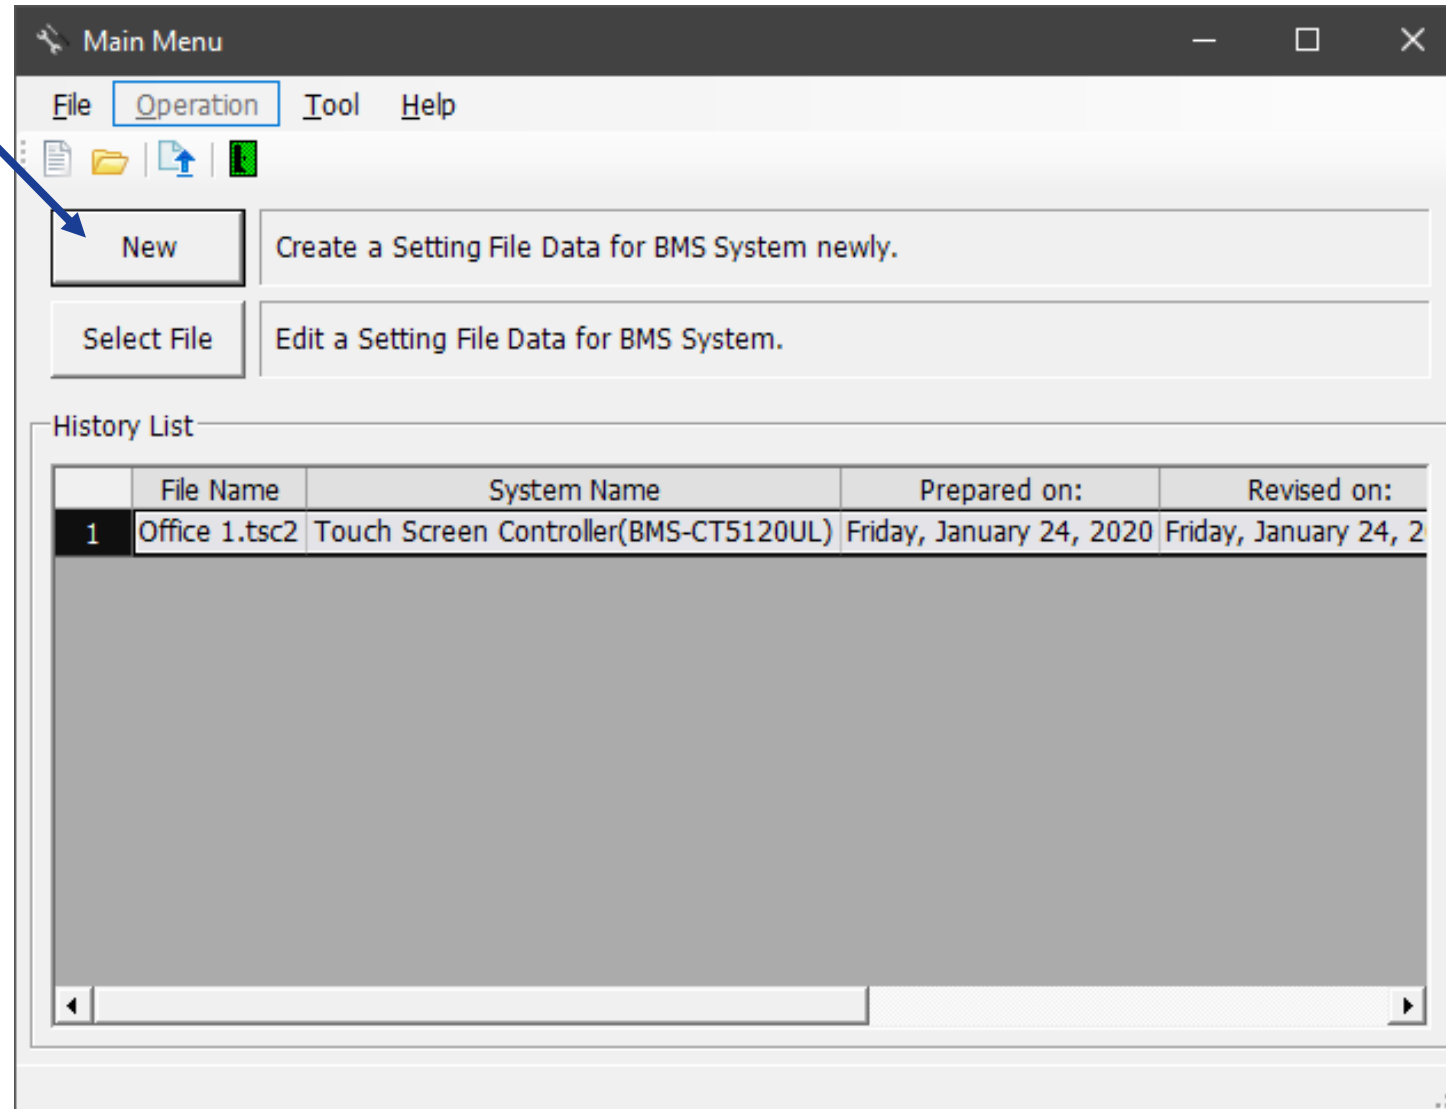 Main Menu
File Operation Tool Help
New Create a Setting File Data for BMS System newly.
Select File Edit a Setting File Data for BMS System.
History List
File Name System Name Prepared on: Revised on:
1 Office 1.tsc2 Touch Screen Controller(BMS-CT5120UL) Friday, January 24, 2020 Friday, January 24, 2